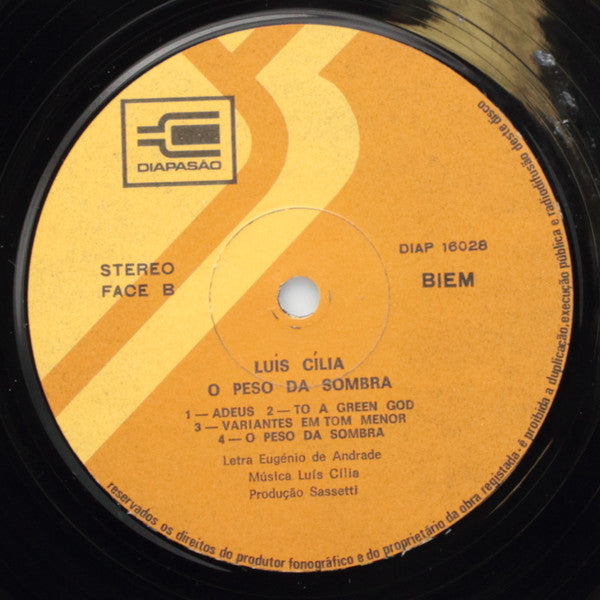 DIAPASÃO
STEREO
FACE B
DIAP 16028
BIEM
LUÍS CÍLIA
O PESO DA SOMBRA
1 — ADEUS 2 — TO A GREEN GOD
3 — VARIANTES EM TOM MENOR
4 — O PESO DA SOMBRA
Letra Eugénio de Andrade
Música Luís Cília
Produção Sassetti
reservados os direitos do produtor fonográfico e do proprietário da obra registada - é proibida a duplicação, execução pública e radiodifusão deste disco